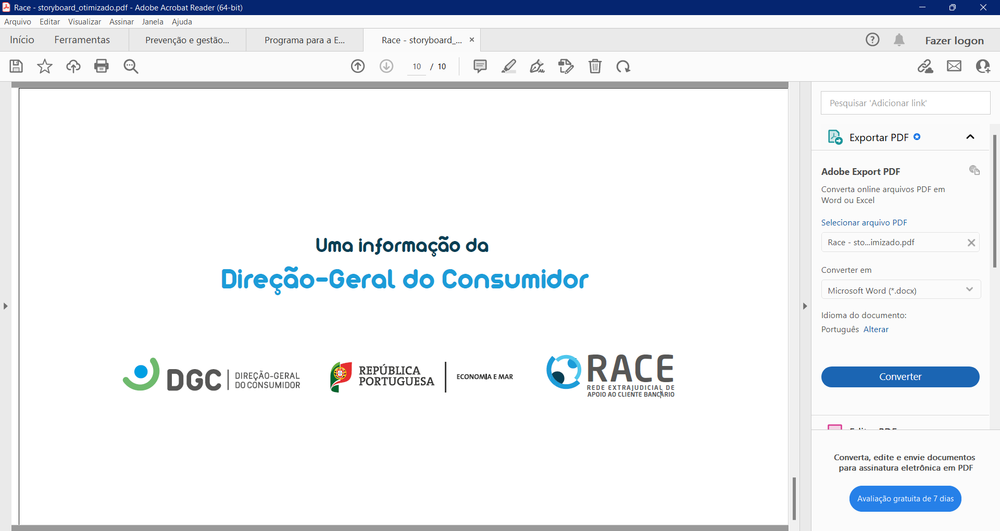 Race - storyboard_otimizado.pdf - Adobe Acrobat Reader (64-bit)
Arquivo Editar Visualizar Assinar Janela Ajuda
Início Ferramentas Prevenção e gestão... Programa para a E... Race - storyboard_... Fazer logon
10 / 10
Pesquisar 'Adicionar link'
Exportar PDF
Adobe Export PDF
Converta online arquivos PDF em
Word ou Excel
Selecionar arquivo PDF
Race - sto...imizado.pdf
Converter em
Microsoft Word (*.docx)
Idioma do documento:
Português Alterar
Converter
Editar PDF
Converta, edite e envie documentos
para assinatura eletrônica em PDF
Avaliação gratuita de 7 dias
Uma informação da
Direção-Geral do Consumidor
DGC
DIREÇÃO-GERAL
DO CONSUMIDOR
REPÚBLICA
PORTUGUESA
ECONOMIA E MAR
RACE
REDE EXTRAJUDICIAL DE
APOIO AO CLIENTE BANCÁRIO